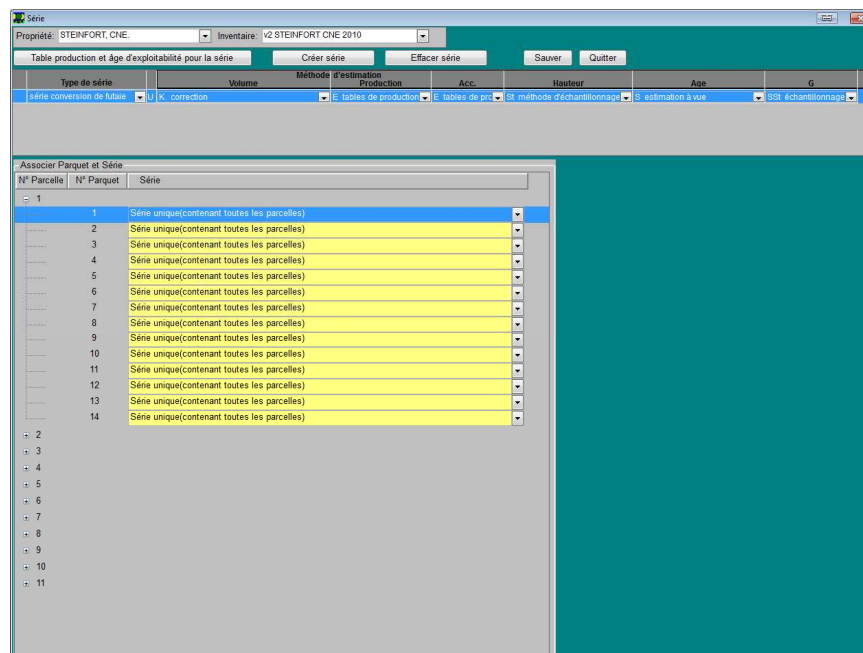 Série
Propriété: STEINFORT, CNE. Inventaire: v2 STEINFORT CNE 2010
Table production et âge d'exploitabilité pour la série Créer série Effacer série Sauver Quitter
Méthode d'estimation
Type de série Volume Production Acc. Hauteur Age G
série conversion de futaie U K correction E tables de production E tables de pro St méthode d'échantillonnage S estimation à vue SSt échantillonnage
Associer Parquet et Série
N° Parcelle N° Parquet Série
1
1 Série unique(contenant toutes les parcelles)
2 Série unique(contenant toutes les parcelles)
3 Série unique(contenant toutes les parcelles)
4 Série unique(contenant toutes les parcelles)
5 Série unique(contenant toutes les parcelles)
6 Série unique(contenant toutes les parcelles)
7 Série unique(contenant toutes les parcelles)
8 Série unique(contenant toutes les parcelles)
9 Série unique(contenant toutes les parcelles)
10 Série unique(contenant toutes les parcelles)
11 Série unique(contenant toutes les parcelles)
12 Série unique(contenant toutes les parcelles)
13 Série unique(contenant toutes les parcelles)
14 Série unique(contenant toutes les parcelles)
2
3
4
5
6
7
8
9
10
11